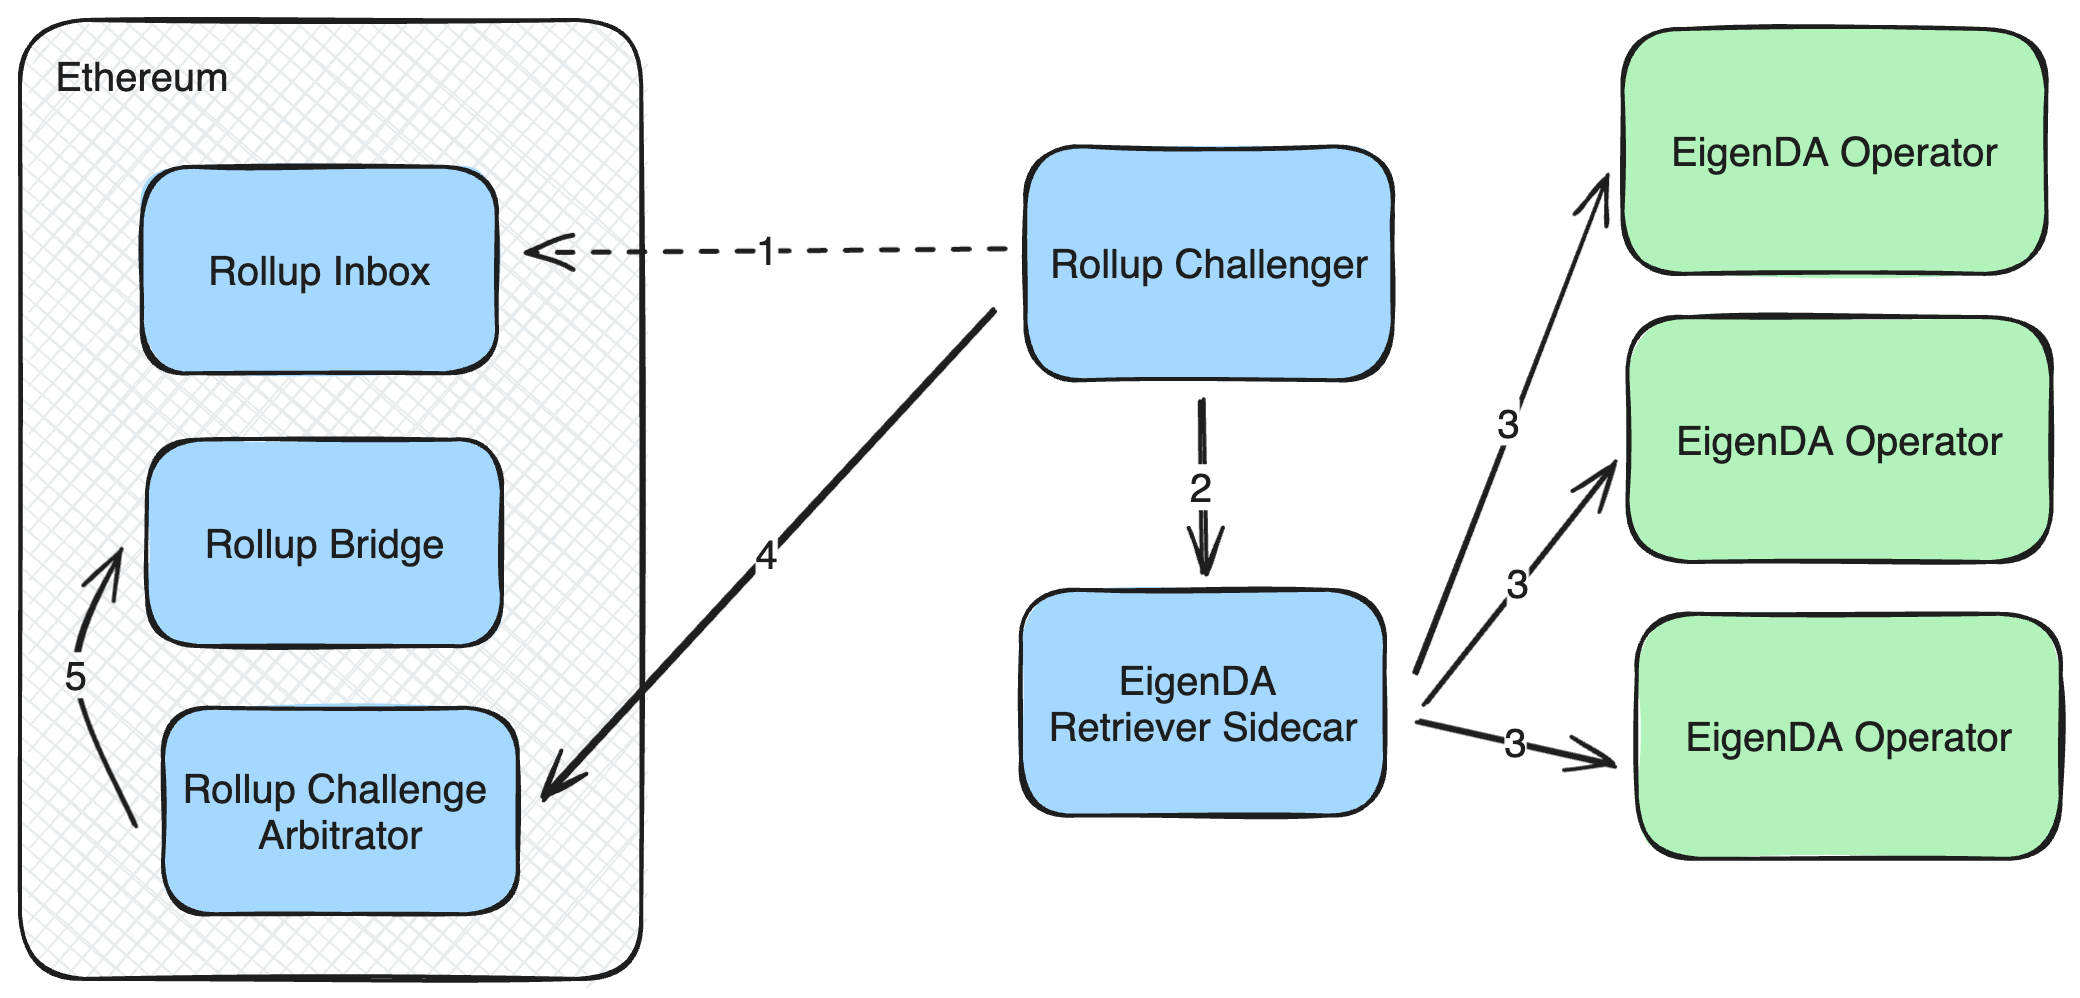 Ethereum
Rollup Inbox
1
Rollup Challenger
EigenDA Operator
Rollup Bridge
4
2
3
EigenDA Operator
3
5
Rollup Challenge
Arbitrator
EigenDA
Retriever Sidecar
3
EigenDA Operator